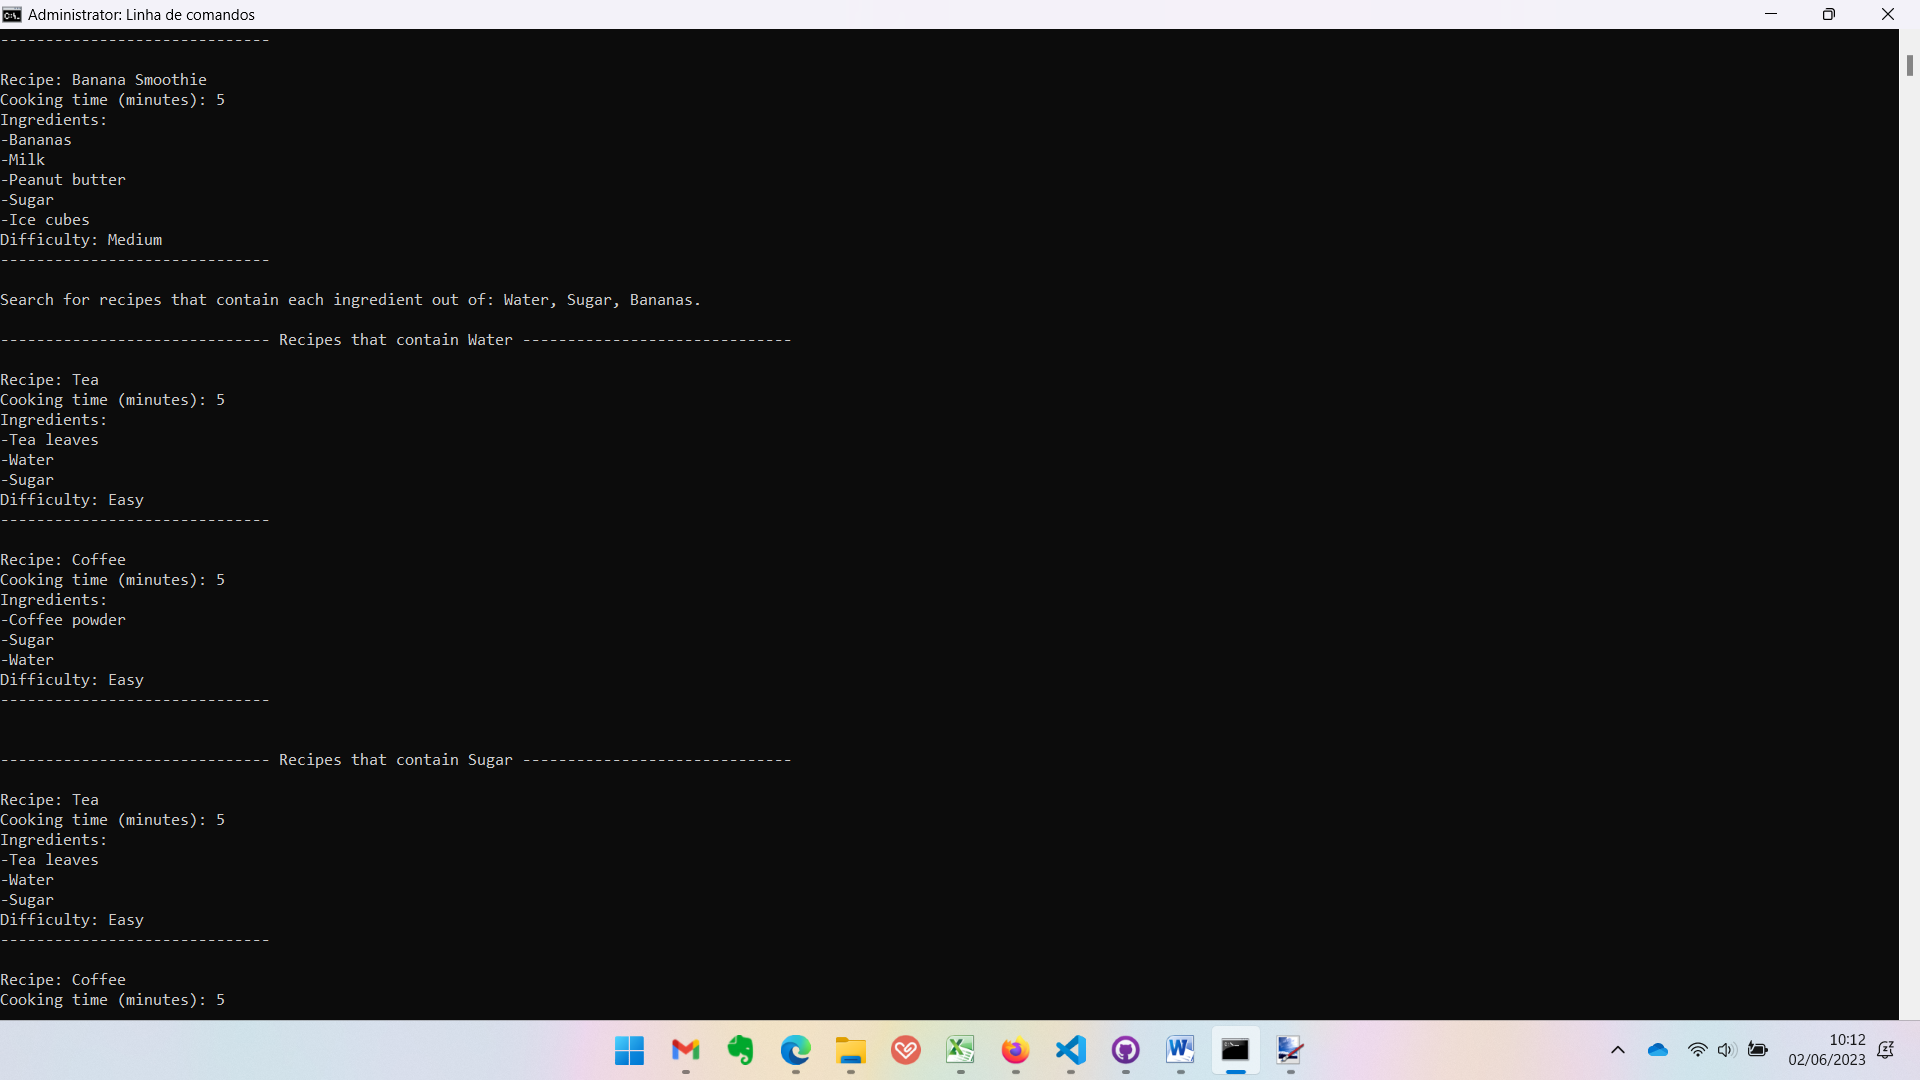 Administrator: Linha de comandos
------------------------------
Recipe: Banana Smoothie
Cooking time (minutes): 5
Ingredients:
-Bananas
-Milk
-Peanut butter
-Sugar
-Ice cubes
Difficulty: Medium
------------------------------
Search for recipes that contain each ingredient out of: Water, Sugar, Bananas.
------------------------------ Recipes that contain Water ------------------------------
Recipe: Tea
Cooking time (minutes): 5
Ingredients:
-Tea leaves
-Water
-Sugar
Difficulty: Easy
------------------------------
Recipe: Coffee
Cooking time (minutes): 5
Ingredients:
-Coffee powder
-Sugar
-Water
Difficulty: Easy
------------------------------
------------------------------ Recipes that contain Sugar ------------------------------
Recipe: Tea
Cooking time (minutes): 5
Ingredients:
-Tea leaves
-Water
-Sugar
Difficulty: Easy
------------------------------
Recipe: Coffee
Cooking time (minutes): 5
10:12
02/06/2023